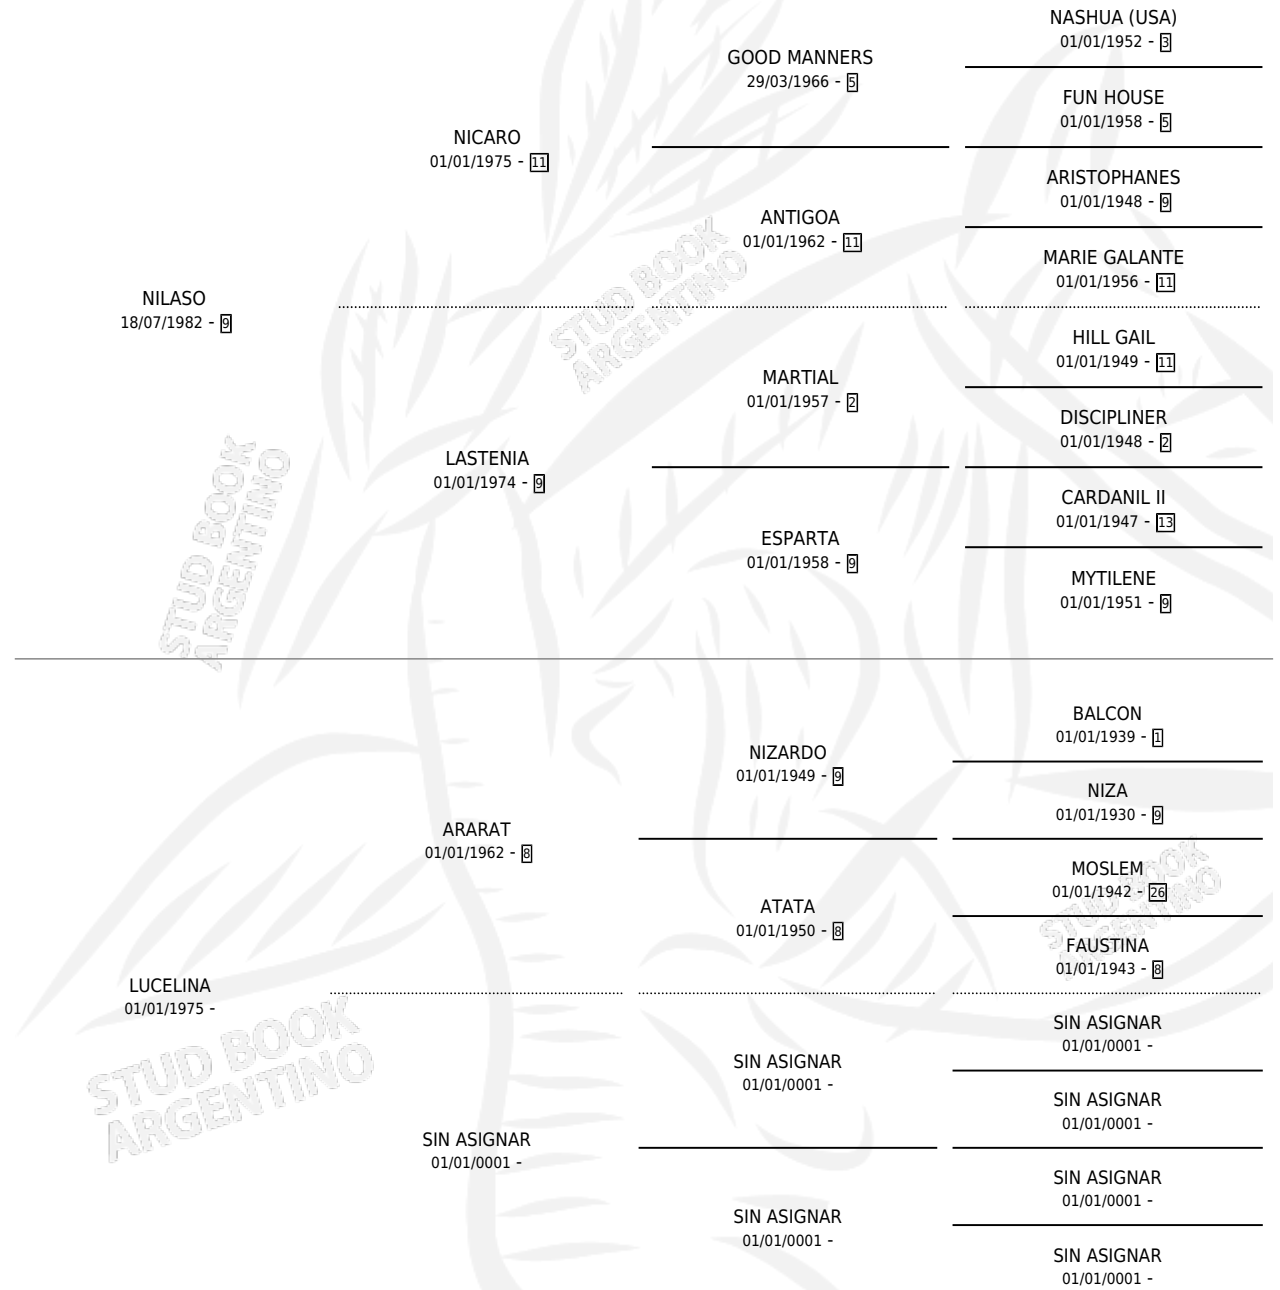 NASHUA (USA)
01/01/1952 - 3
GOOD MANNERS
29/03/1966 - 5
FUN HOUSE
01/01/1958 - 5
NICARO
01/01/1975 - 11
ARISTOPHANES
01/01/1948 - 9
ANTIGOA
01/01/1962 - 11
MARIE GALANTE
01/01/1956 - 11
NILASO
18/07/1982 - 9
HILL GAIL
01/01/1949 - 11
MARTIAL
01/01/1957 - 2
DISCIPLINER
01/01/1948 - 2
LASTENIA
01/01/1974 - 9
CARDANIL II
01/01/1947 - 13
ESPARTA
01/01/1958 - 9
MYTILENE
01/01/1951 - 9
BALCON
01/01/1939 - 1
NIZARDO
01/01/1949 - 9
NIZA
01/01/1930 - 9
ARARAT
01/01/1962 - 8
MOSLEM
01/01/1942 - 26
ATATA
01/01/1950 - 8
FAUSTINA
01/01/1943 - 8
LUCELINA
01/01/1975 -
SIN ASIGNAR
01/01/0001 -
SIN ASIGNAR
01/01/0001 -
SIN ASIGNAR
01/01/0001 -
SIN ASIGNAR
01/01/0001 -
SIN ASIGNAR
01/01/0001 -
SIN ASIGNAR
01/01/0001 -
SIN ASIGNAR
01/01/0001 -
STUD BOOK
ARGENTINO
STUD BOOK
ARGENTINO
STUD BOOK
ARGENTINO
STUD BOOK
ARGENTINO